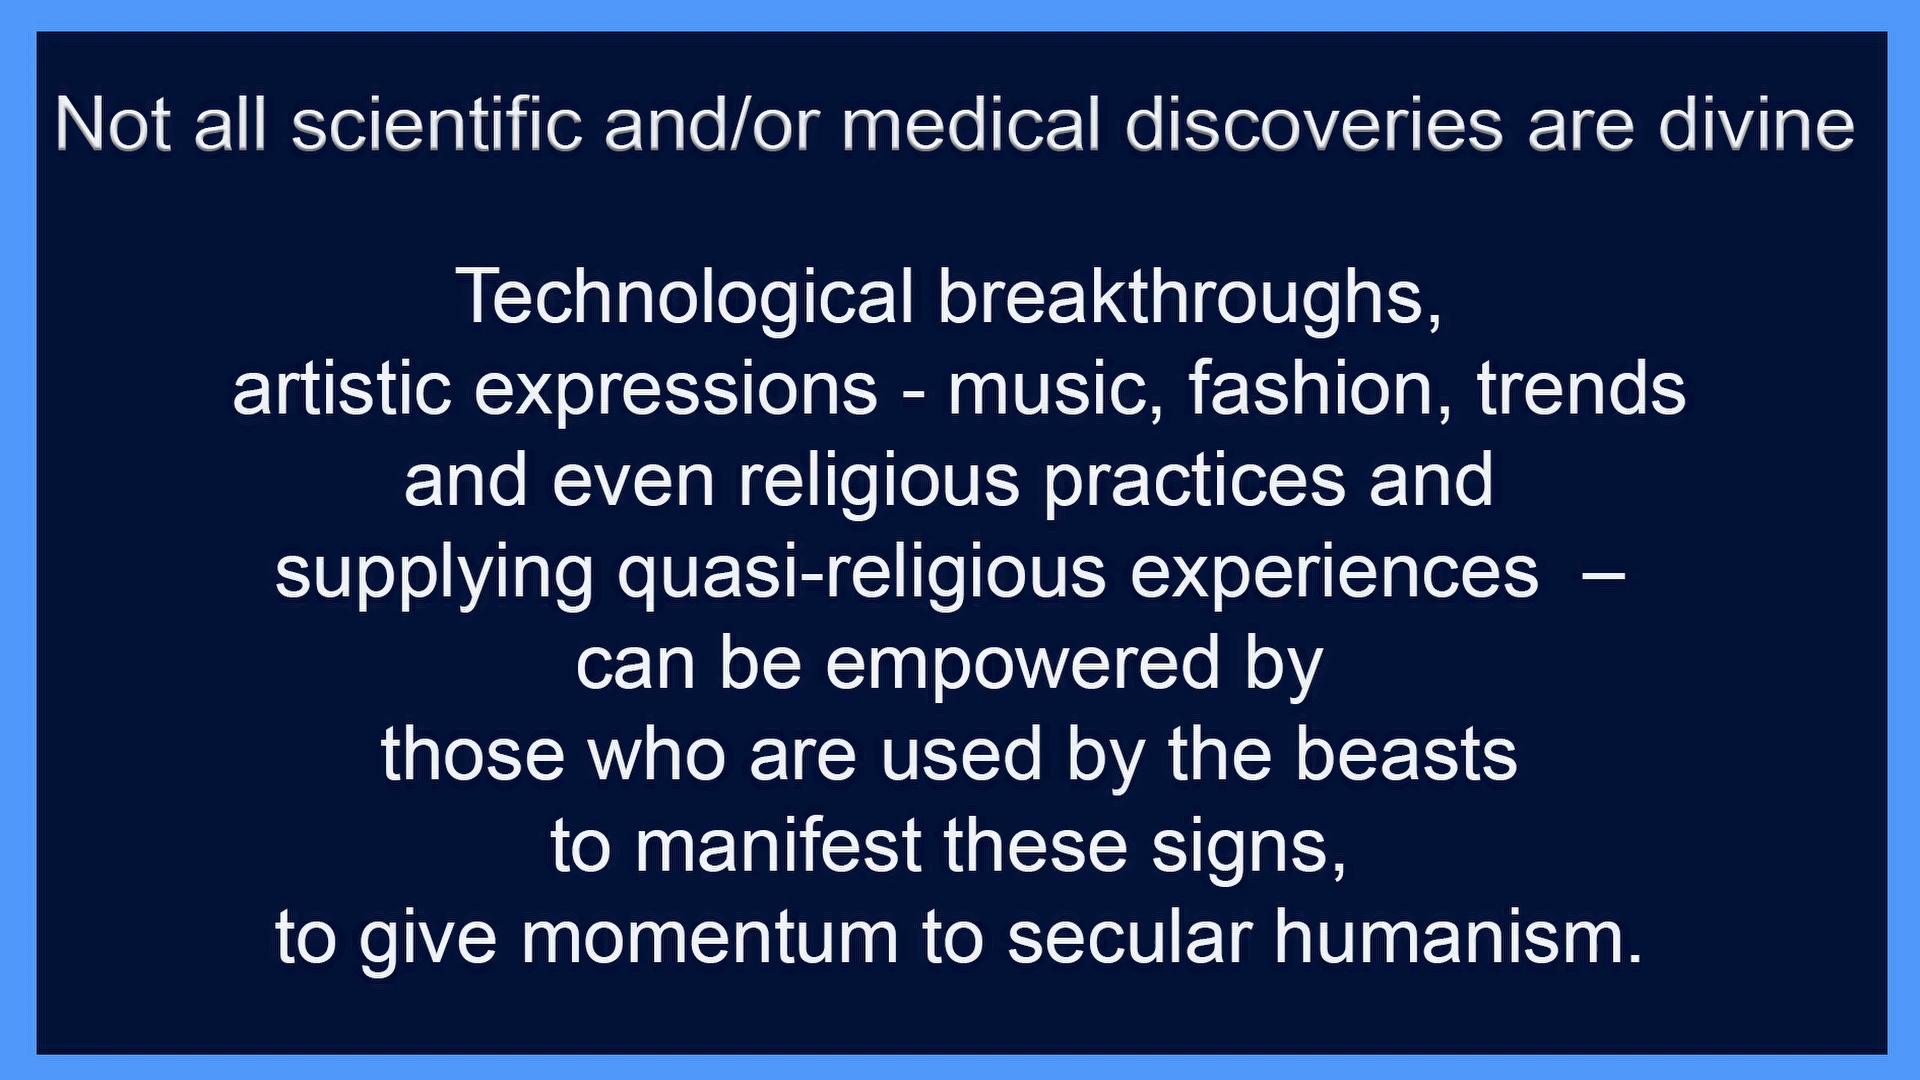 Not all scientific and/or medical discoveries are divine
Technological breakthroughs,
artistic expressions - music, fashion, trends
and even religious practices and
supplying quasi-religious experiences  –
can be empowered by
those who are used by the beasts
to manifest these signs,
to give momentum to secular humanism.